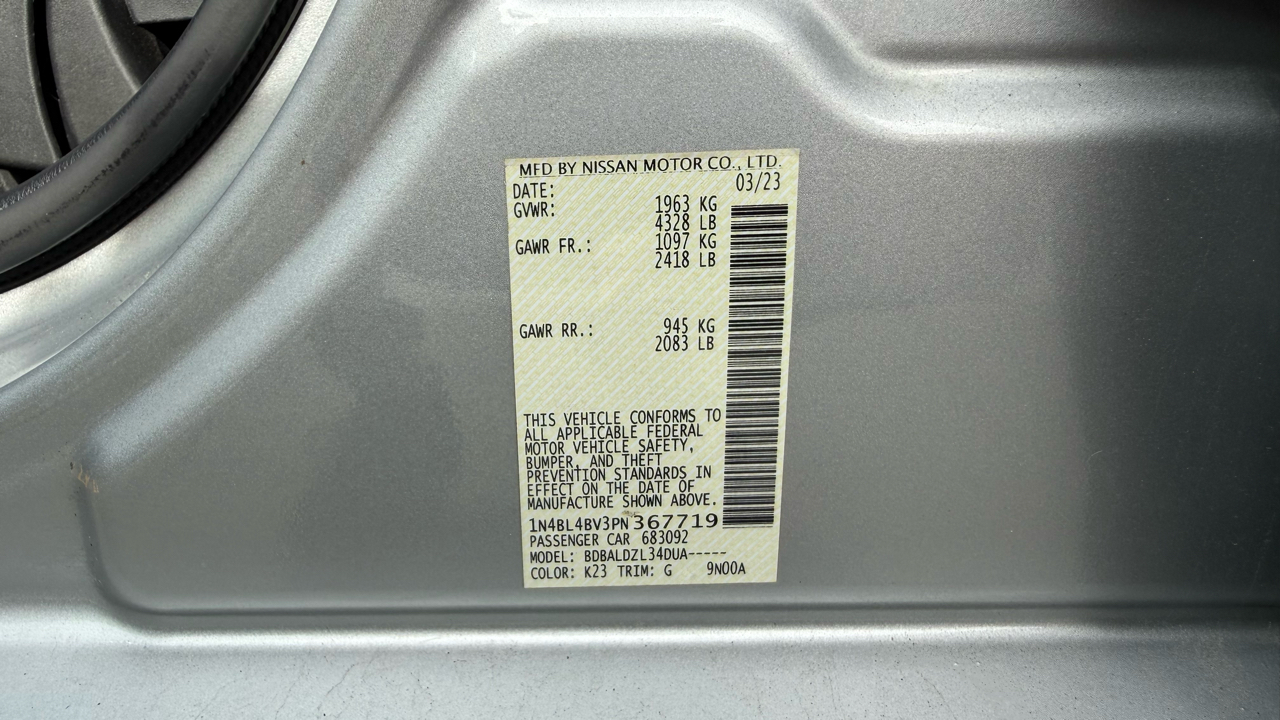 MFD BY NISSAN MOTOR CO., LTD.
DATE: 03/23
GVWR: 1963 KG
4328 LB
GAWR FR.: 1097 KG
2418 LB
GAWR RR.: 945 KG
2083 LB
THIS VEHICLE CONFORMS TO
ALL APPLICABLE FEDERAL
MOTOR VEHICLE SAFETY,
BUMPER, AND THEFT
PREVENTION STANDARDS IN
EFFECT ON THE DATE OF
MANUFACTURE SHOWN ABOVE.
1N4BL4BV3PN367719
PASSENGER CAR 683092
MODEL: BDBALDZL34DUA-----
COLOR: K23 TRIM: G 9N00A